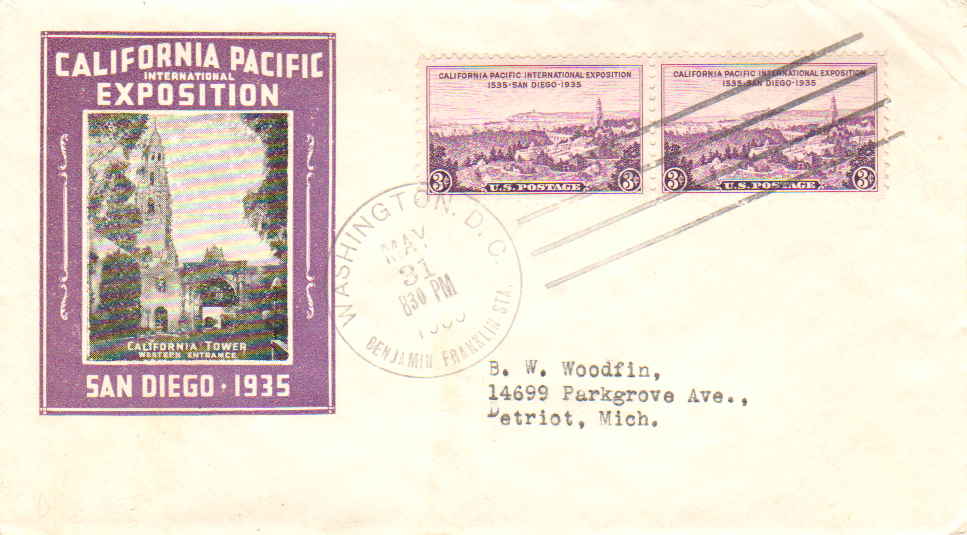 CALIFORNIA PACIFIC
INTERNATIONAL
EXPOSITION
CALIFORNIA TOWER
WESTERN ENTRANCE
SAN DIEGO · 1935
CALIFORNIA PACIFIC INTERNATIONAL EXPOSITION
1535·SAN DIEGO·1935
3¢ U.S. POSTAGE 3¢
CALIFORNIA PACIFIC INTERNATIONAL EXPOSITION
1535·SAN DIEGO·1935
3¢ U.S. POSTAGE 3¢
WASHINGTON, D. C.
MAY
31
830 PM
BENJAMIN FRANKLIN STA.
B. W. Woodfin,
14699 Parkgrove Ave.,
Detriot, Mich.